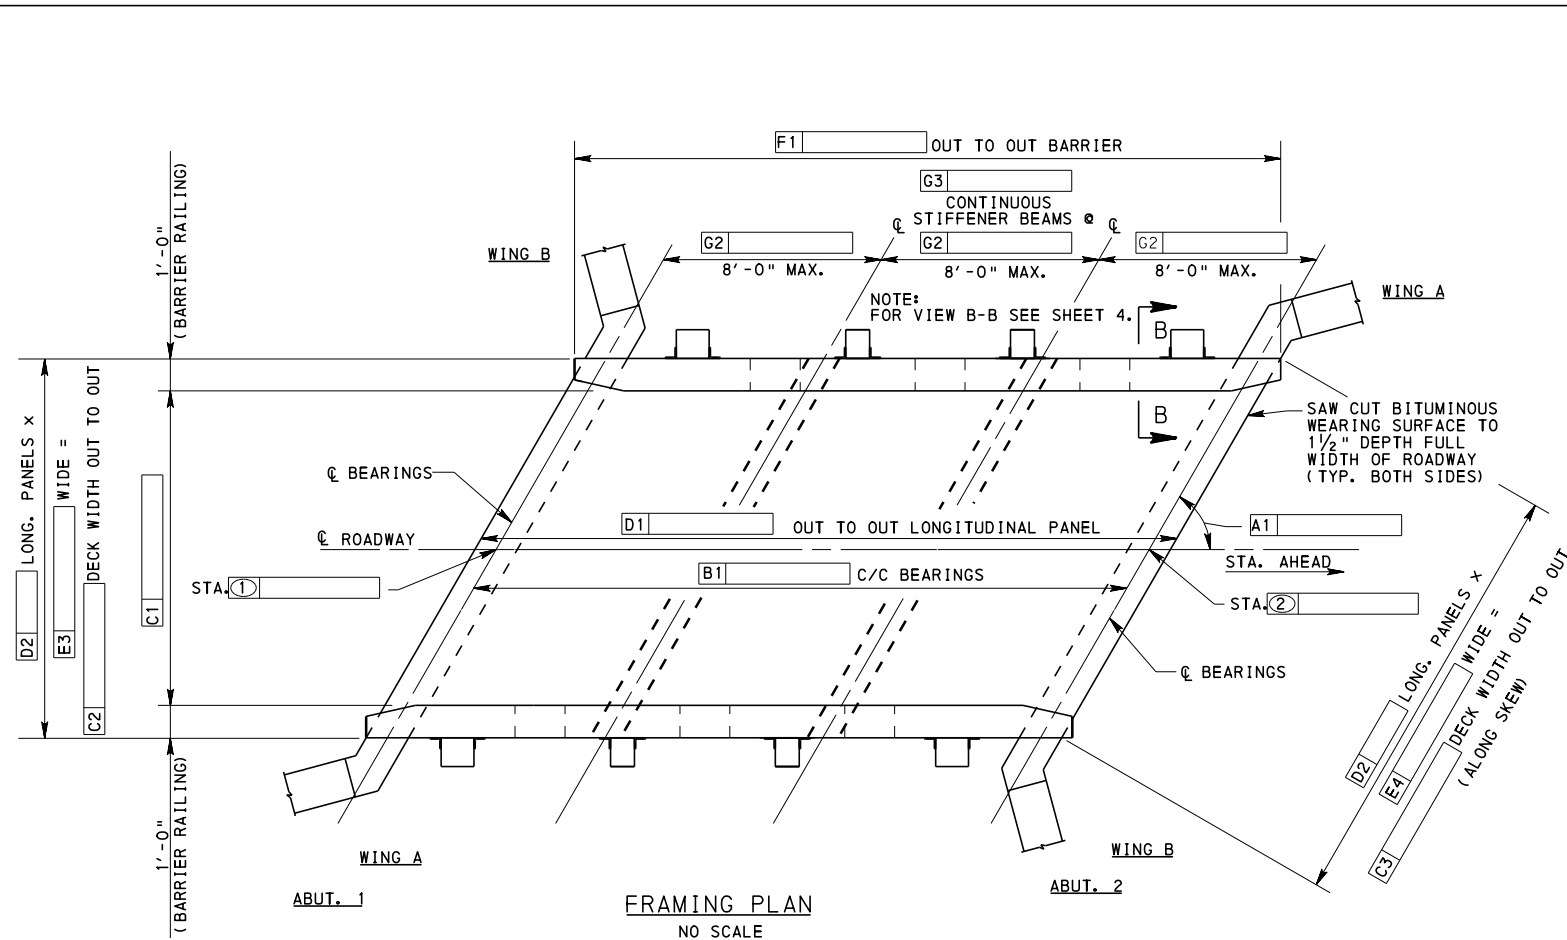 F1 OUT TO OUT BARRIER
G3
CONTINUOUS
℄ STIFFENER BEAMS @ ℄
G2
8'-0" MAX.
G2
8'-0" MAX.
G2
8'-0" MAX.
1'-0"
(BARRIER RAILING)
WING B
WING A
NOTE:
FOR VIEW B-B SEE SHEET 4.
B
B
SAW CUT BITUMINOUS
WEARING SURFACE TO
1½" DEPTH FULL
WIDTH OF ROADWAY
(TYP. BOTH SIDES)
D2 LONG. PANELS x
E3 WIDE =
C2 DECK WIDTH OUT TO OUT
C1
℄ BEARINGS
℄ ROADWAY
D1 OUT TO OUT LONGITUDINAL PANEL
A1
STA. AHEAD
B1 C/C BEARINGS
STA. 1
STA. 2
℄ BEARINGS
D2 LONG. PANELS x
E4 WIDE =
C3 DECK WIDTH OUT TO OUT
(ALONG SKEW)
1'-0"
(BARRIER RAILING)
WING A
ABUT. 1
WING B
ABUT. 2
FRAMING PLAN
NO SCALE